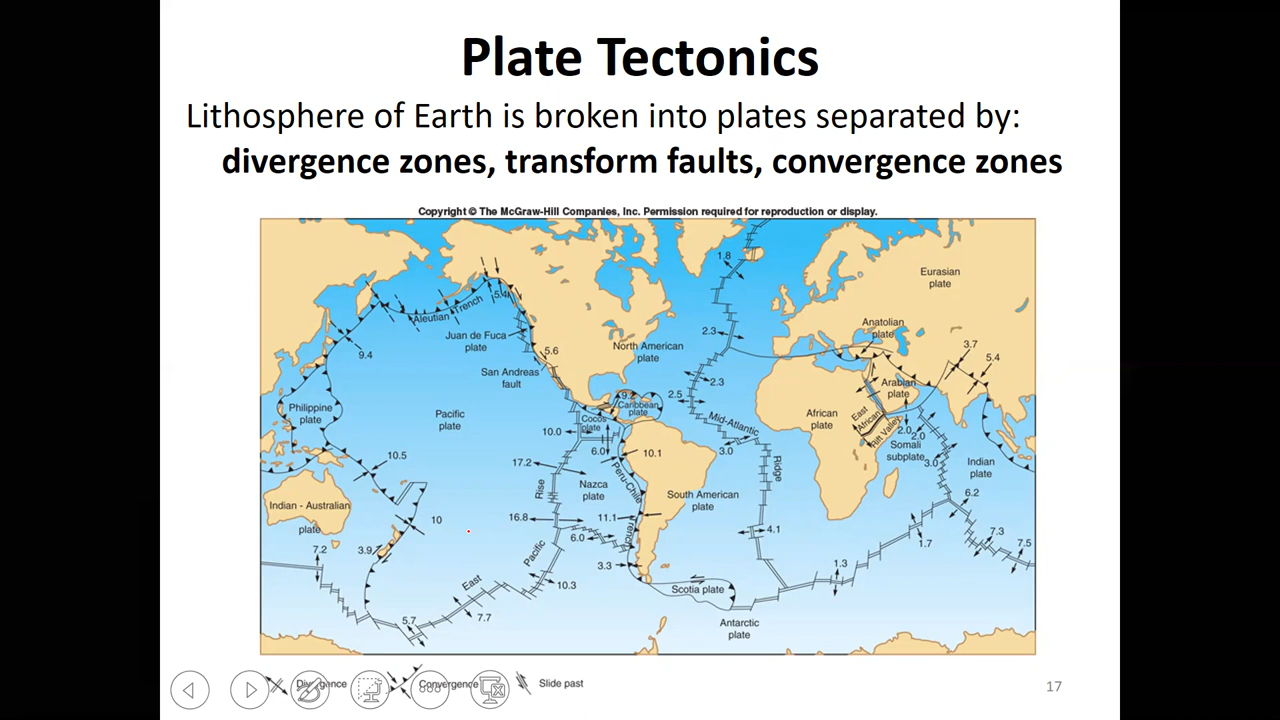 Plate Tectonics
Lithosphere of Earth is broken into plates separated by:
divergence zones, transform faults, convergence zones
Copyright © The McGraw-Hill Companies, Inc. Permission required for reproduction or display.
1.8
Eurasian
plate
5.4
Aleutian Trench
Anatolian
plate
2.3
Juan de Fuca
plate
9.4
5.6
North American
plate
3.7
5.4
San Andreas
fault
2.3
2.5
9.2
Caribbean
plate
Arabian
plate
Philippine
plate
Pacific
plate
Cocos
plate
Mid-Atlantic
Ridge
African
plate
East
African
Rift Valley
10.0
6.0
10.1
3.0
2.0
2.0
Somali
subplate
3.0
Indian
plate
10.5
17.2
Peru-Chile
Trench
Nazca
plate
South American
plate
6.2
Indian - Australian
plate
10
Rise
16.8
11.1
6.0
4.1
7.3
7.5
7.2
3.9
Pacific
3.3
1.7
1.3
East
10.3
Scotia plate
7.7
5.7
Antarctic
plate
Divergence
Convergence
Slide past
17